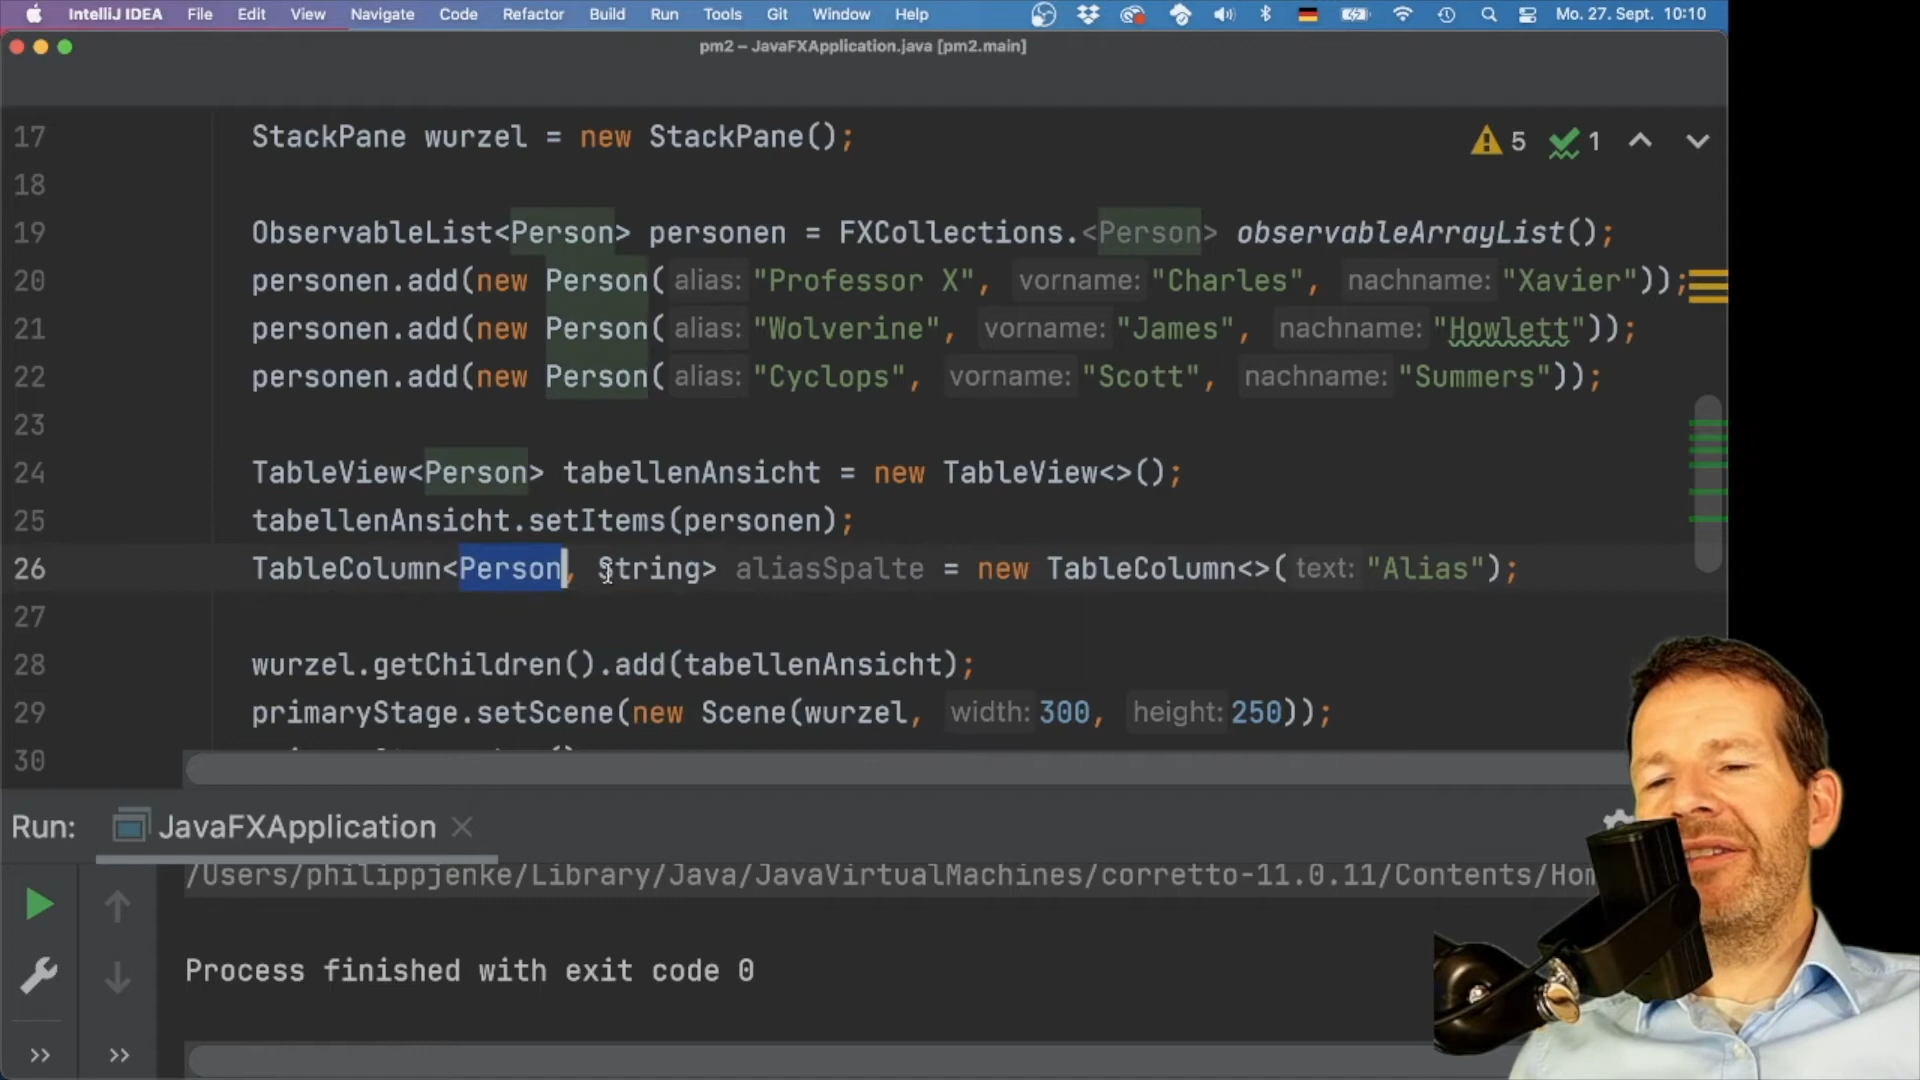 IntelliJ IDEA File Edit View Navigate Code Refactor Build Run Tools Git Window Help Mo. 27. Sept. 10:10
pm2 – JavaFXApplication.java [pm2.main]
17 StackPane wurzel = new StackPane(); 5 1
18
19 ObservableList<Person> personen = FXCollections.<Person> observableArrayList();
20 personen.add(new Person( alias: "Professor X", vorname: "Charles", nachname: "Xavier"));
21 personen.add(new Person( alias: "Wolverine", vorname: "James", nachname: "Howlett"));
22 personen.add(new Person( alias: "Cyclops", vorname: "Scott", nachname: "Summers"));
23
24 TableView<Person> tabellenAnsicht = new TableView<>();
25 tabellenAnsicht.setItems(personen);
26 TableColumn<Person, String> aliasSpalte = new TableColumn<>( text: "Alias");
27
28 wurzel.getChildren().add(tabellenAnsicht);
29 primaryStage.setScene(new Scene(wurzel, width: 300, height: 250));
30
Run: JavaFXApplication
/Users/philippjenke/Library/Java/JavaVirtualMachines/corretto-11.0.11/Contents/Hom
Process finished with exit code 0